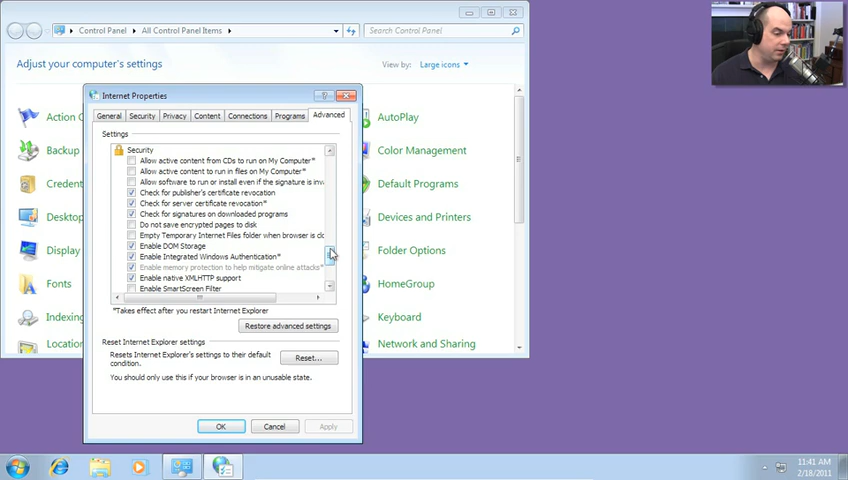 Control Panel
All Control Panel Items
Search Control Panel
Adjust your computer's settings
View by: Large icons
Action C
AutoPlay
Backup
Color Management
Creden
Default Programs
Desktop
Devices and Printers
Display
Folder Options
Folders
HomeGroup
Indexing
Keyboard
Locatio
Network and Sharing
Internet Properties
General
Security
Privacy
Content
Connections
Programs
Advanced
Settings
Security
Allow active content from CDs to run on My Computer*
Allow active content to run in files on My Computer*
Allow software to run or install even if the signature is inva
Check for publisher's certificate revocation
Check for server certificate revocation*
Check for signatures on downloaded programs
Do not save encrypted pages to disk
Empty Temporary Internet Files folder when browser is clo
Enable DOM Storage
Enable Integrated Windows Authentication*
Enable memory protection to help mitigate online attacks*
Enable native XMLHTTP support
Enable SmartScreen Filter
*Takes effect after you restart Internet Explorer
Restore advanced settings
Reset Internet Explorer settings
Resets Internet Explorer's settings to their default
condition.
Reset...
You should only use this if your browser is in an unusable state.
OK
Cancel
Apply
11:41 AM
2/18/2011